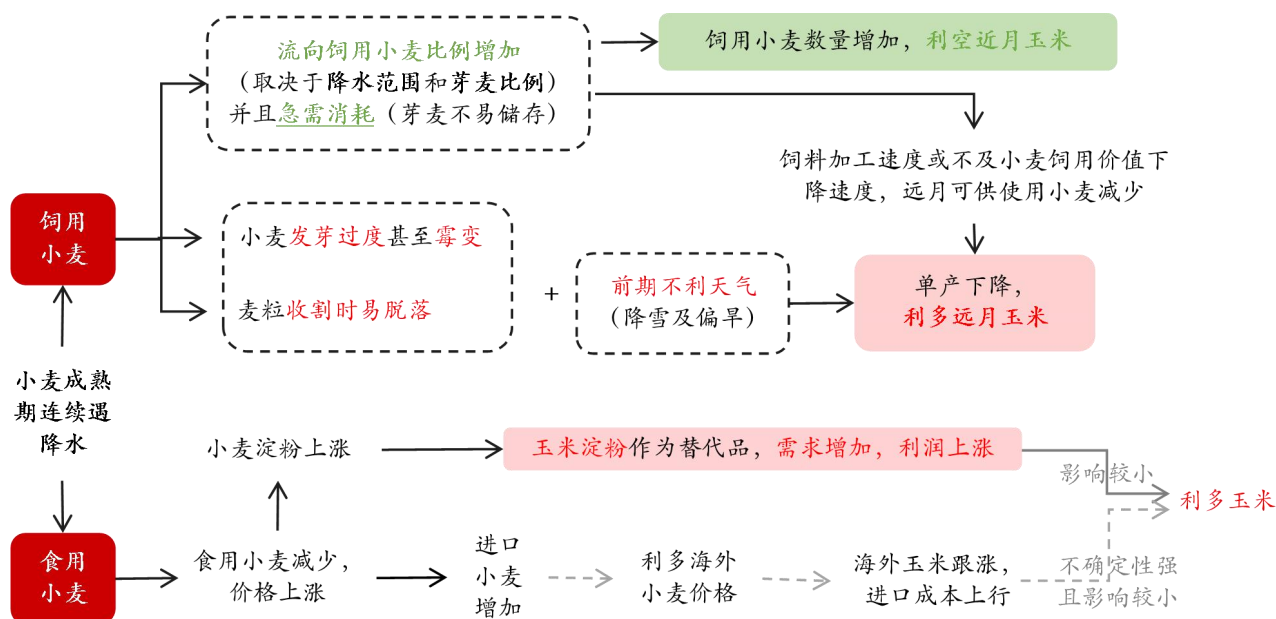 流向饲用小麦比例增加
（取决于降水范围和芽麦比例）
并且急需消耗（芽麦不易储存）
饲用小麦数量增加，利空近月玉米
饲料加工速度或不及小麦饲用价值下
降速度，远月可供使用小麦减少
饲用
小麦
小麦发芽过度甚至霉变
麦粒收割时易脱落
+
前期不利天气
（降雪及偏旱）
单产下降，
利多远月玉米
小麦成熟
期连续遇
降水
小麦淀粉上涨
玉米淀粉作为替代品，需求增加，利润上涨
影响较小
利多玉米
食用
小麦
食用小麦减少，
价格上涨
进口
小麦
增加
利多海外
小麦价格
海外玉米跟涨，
进口成本上行
不确定性强
且影响较小